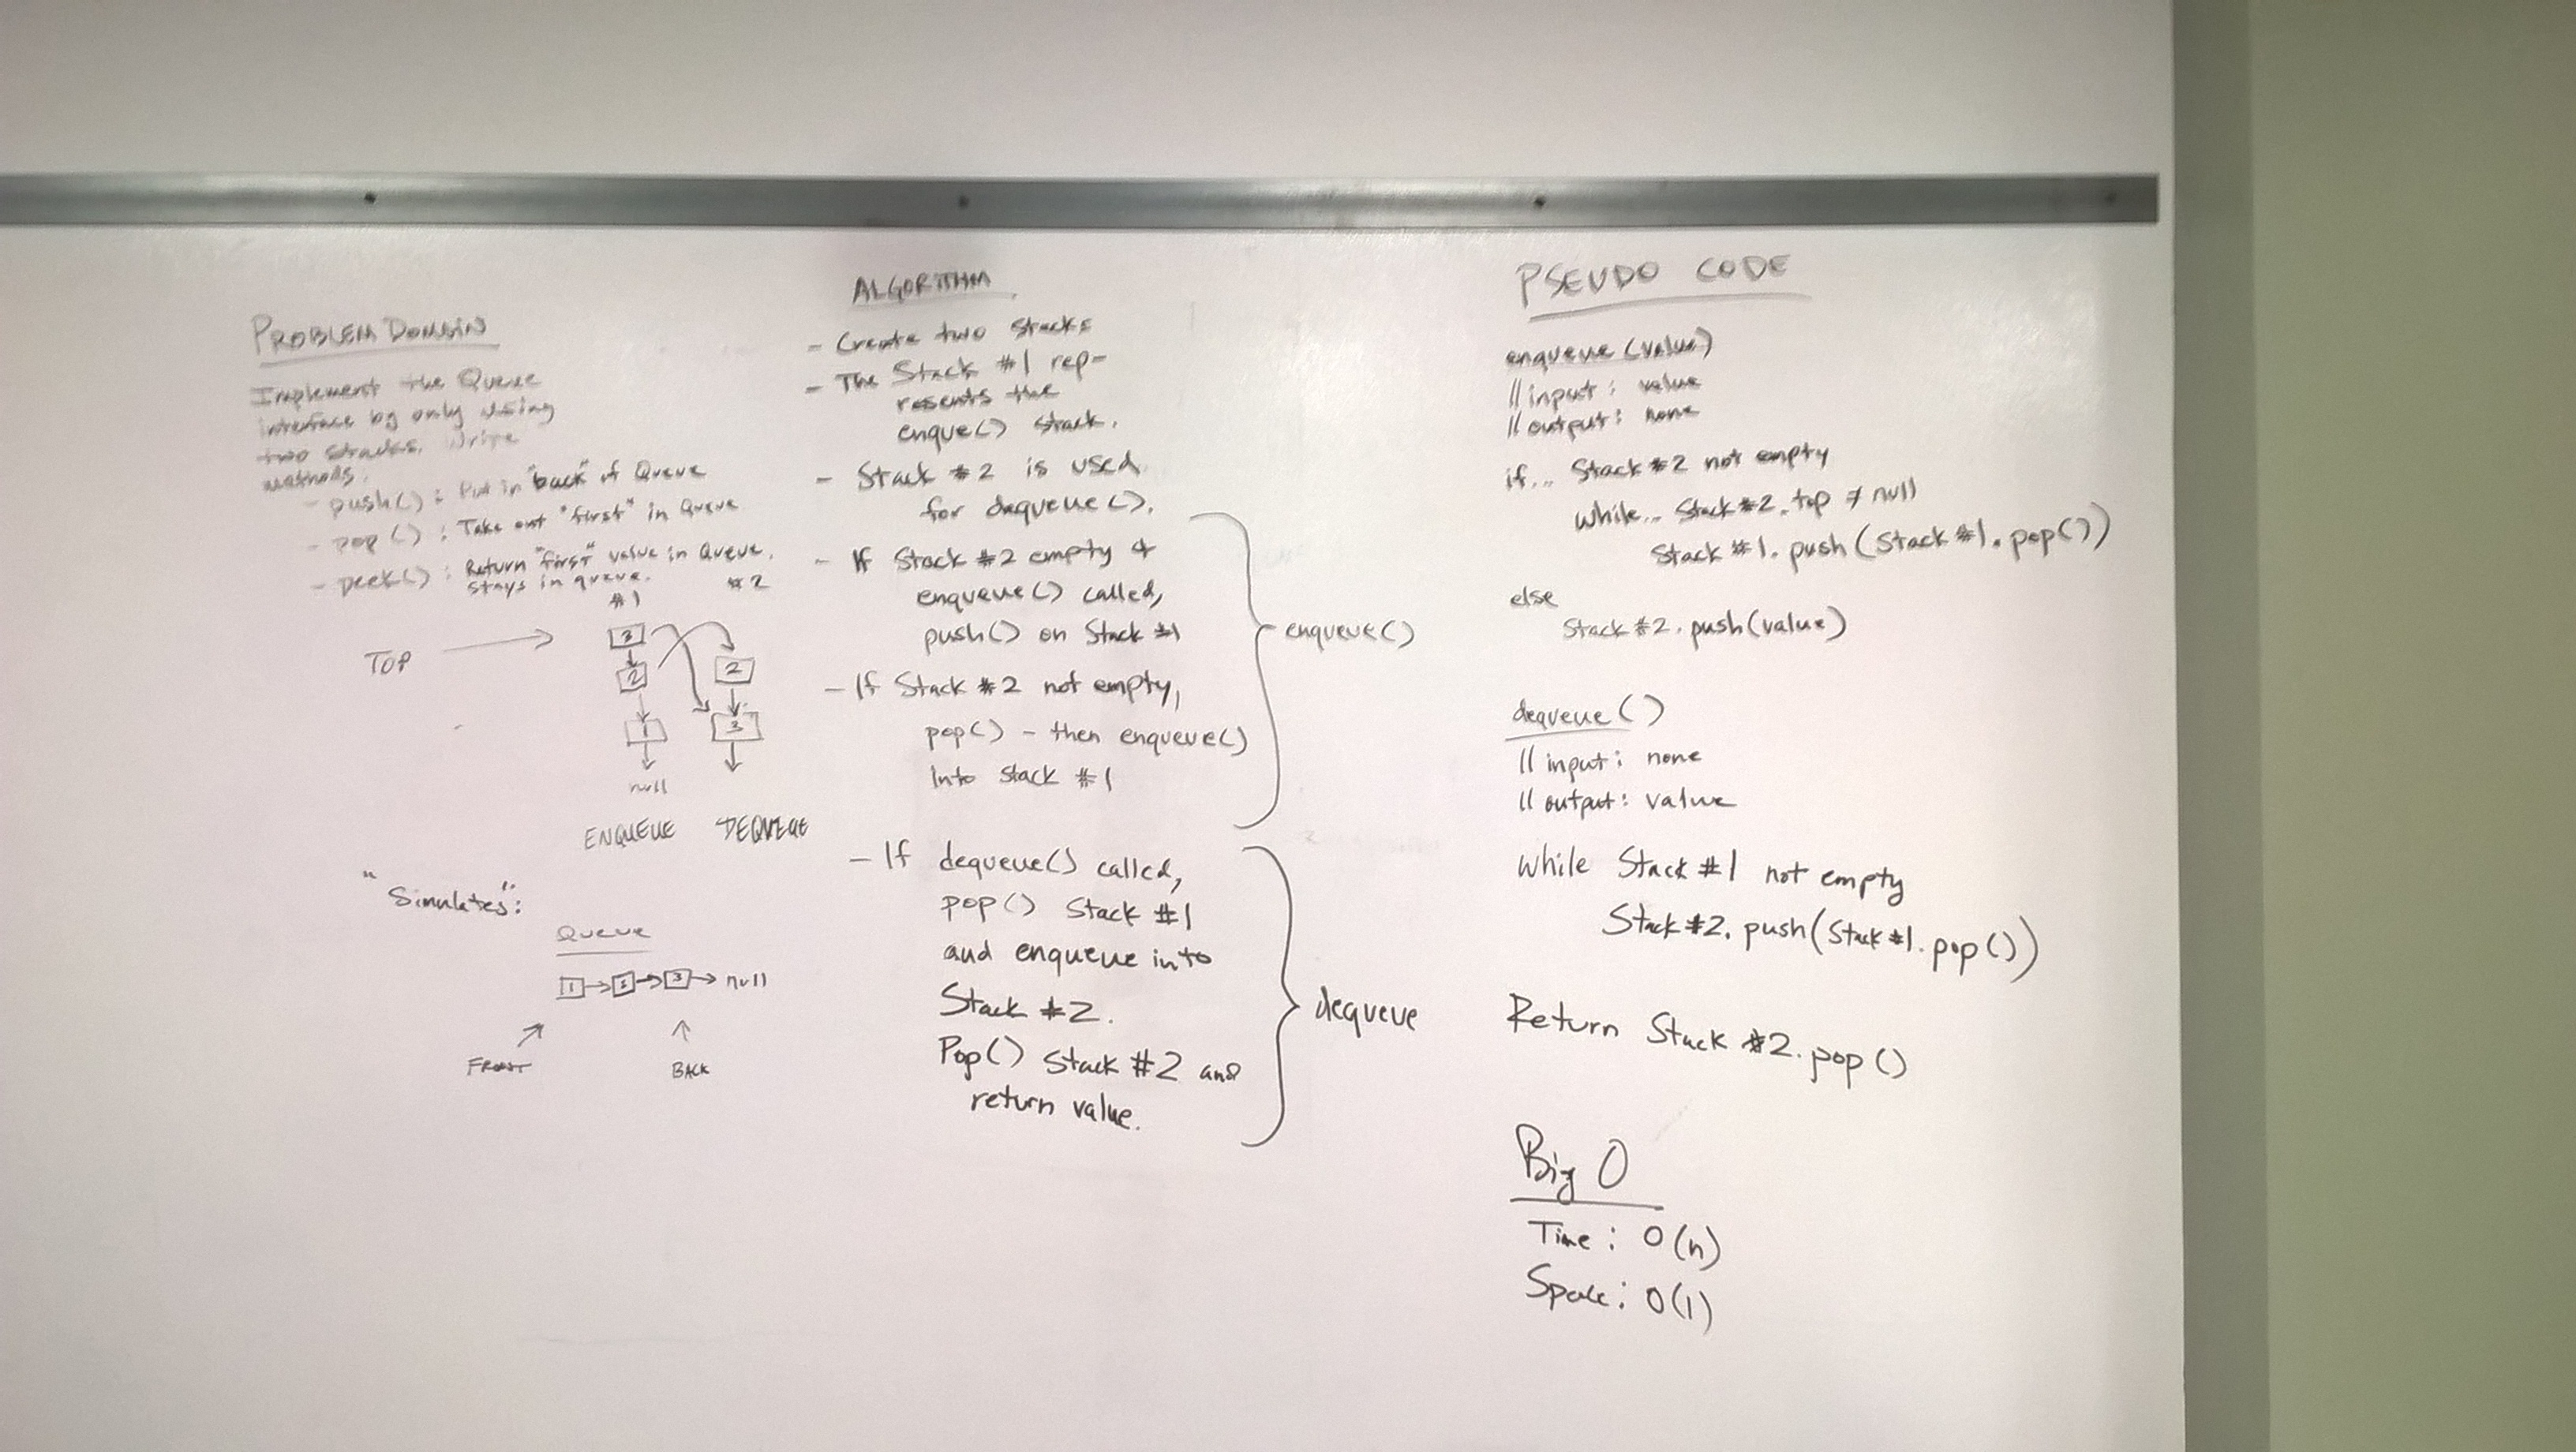 PROBLEM DOMAIN
Implement the Queue
interface by only using
two stacks. Write
methods.
- push() : Put in "back" of Queue
- pop() : Take out "first" in Queue
- peek() : Return "first" value in Queue.
stays in queue.
#1
#2
TOP
3
2
1
null
2
3
ENQUEUE
DEQUEUE
"Simulates":
Queue
1 → 2 → 3 → null
FRONT
BACK
ALGORITHM
- Create two stacks
- The Stack #1 rep-
resents the
enque() stack.
- Stack #2 is used
for dequeue().
- If Stack #2 empty &
enqueue() called,
push() on Stack #1
- If Stack #2 not empty,
pop() - then enqueue()
into stack #1
enqueue()
- If dequeue() called,
pop() Stack #1
and enqueue into
Stack #2.
Pop() Stack #2 and
return value.
dequeue
PSEUDO CODE
enqueue (value)
// input : value
// output : none
if... Stack #2 not empty
while... Stack #2. top ≠ null
Stack #1. push (Stack #1. pop())
else
Stack #2. push(value)
dequeue ()
// input : none
// output : value
while Stack #1 not empty
Stack #2. push(Stack #1. pop())
Return Stack #2. pop ()
Big O
Time : O(n)
Space : O(1)